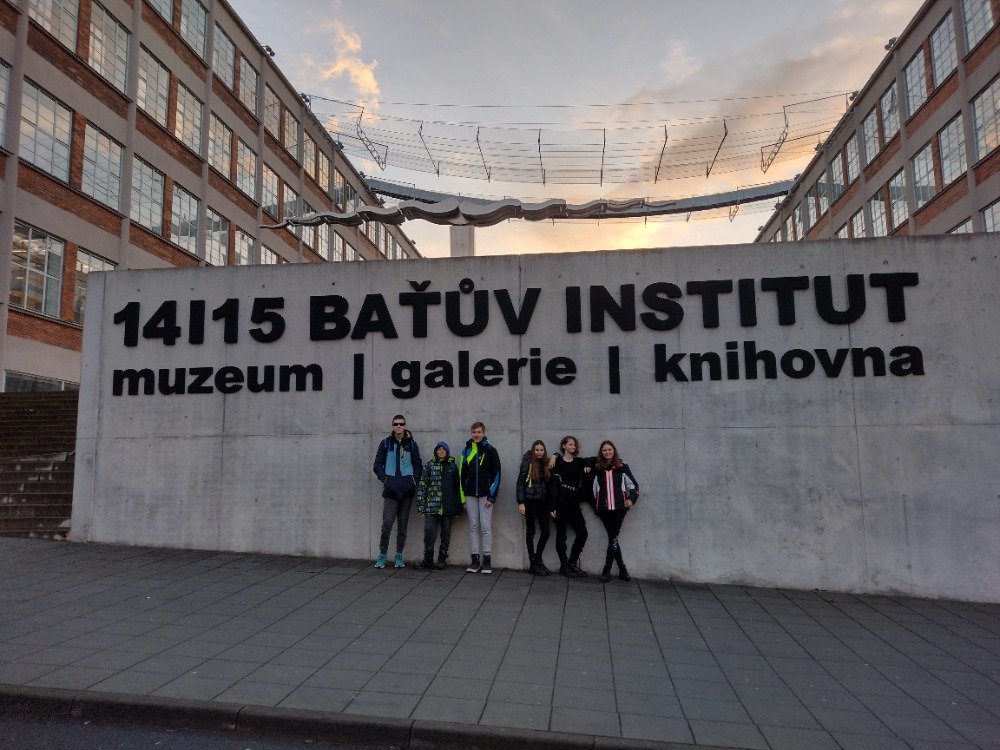 14|15 BAŤŮV INSTITUT
muzeum | galerie | knihovna